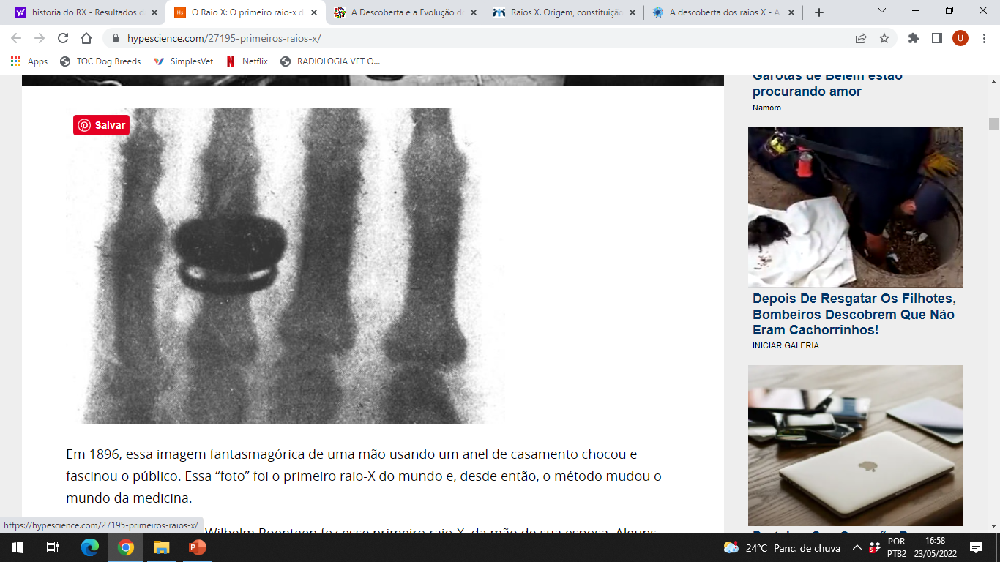 historia do RX - Resultados d
O Raio X: O primeiro raio-x d
A Descoberta e a Evolução do
Raios X. Origem, constituição
A descoberta dos raios X - A
hypescience.com/27195-primeiros-raios-x/
U
Apps
TOC Dog Breeds
SimplesVet
Netflix
RADIOLOGIA VET O...
Salvar
Em 1896, essa imagem fantasmagórica de uma mão usando um anel de casamento chocou e
fascinou o público. Essa “foto” foi o primeiro raio-X do mundo e, desde então, o método mudou o
mundo da medicina.
Wilhelm Roentgen fez esse primeiro raio-X, da mão de sua esposa. Alguns
Garotas de Belém estão
procurando amor
Namoro
Depois De Resgatar Os Filhotes,
Bombeiros Descobrem Que Não
Eram Cachorrinhos!
INICIAR GALERIA
https://hypescience.com/27195-primeiros-raios-x/
24°C Panc. de chuva
POR
PTB2
16:58
23/05/2022